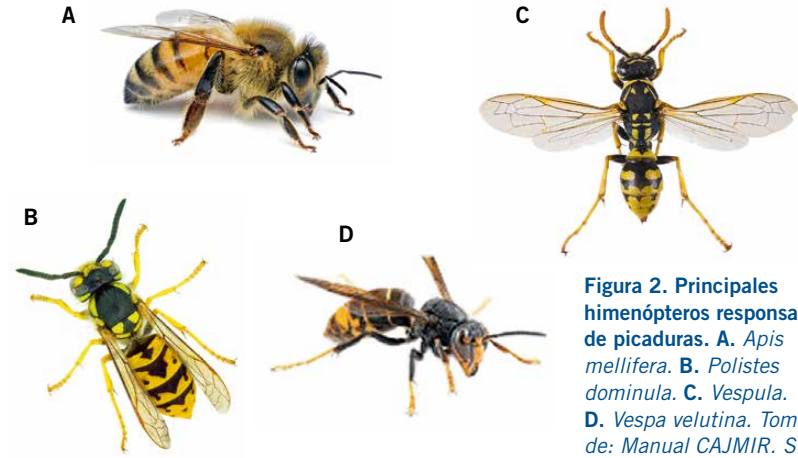 A
C
B
D
Figura 2. Principales
himenópteros responsa
de picaduras. A. Apis
mellifera. B. Polistes
dominula. C. Vespula.
D. Vespa velutina. Tom
de: Manual CAJMIR. S